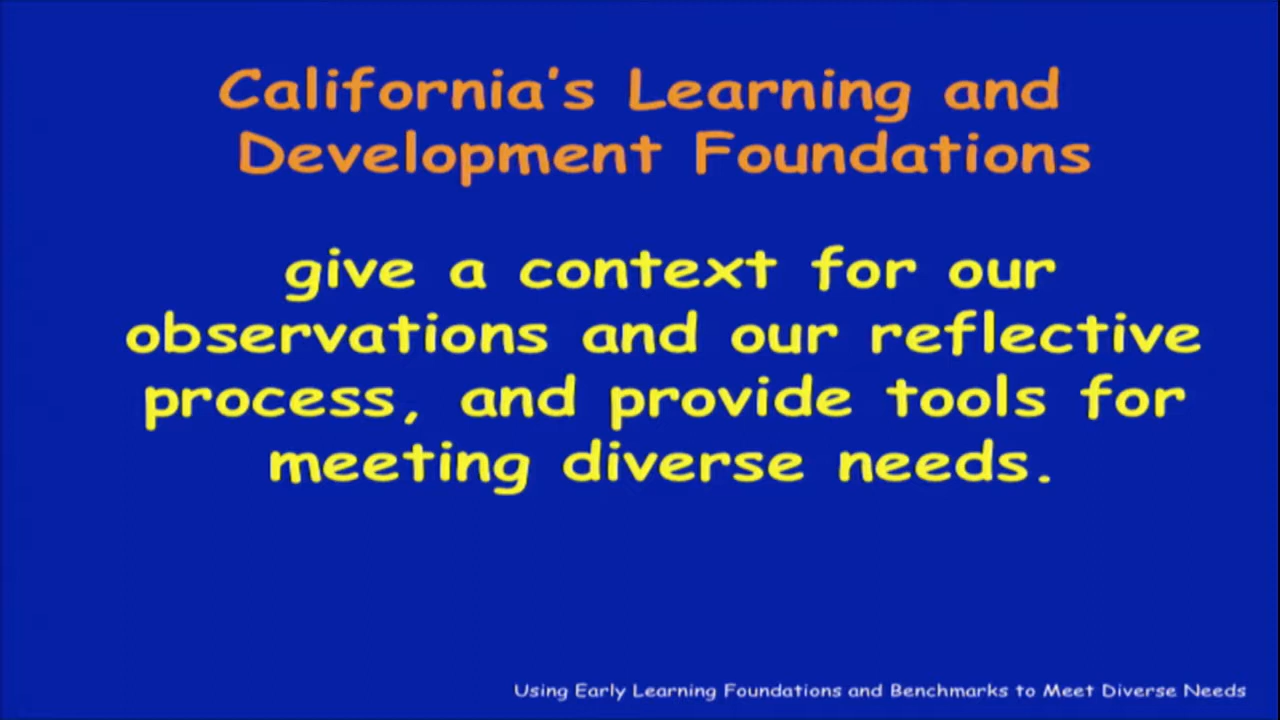 California's Learning and
Development Foundations
give a context for our
observations and our reflective
process, and provide tools for
meeting diverse needs.
Using Early Learning Foundations and Benchmarks to Meet Diverse Needs